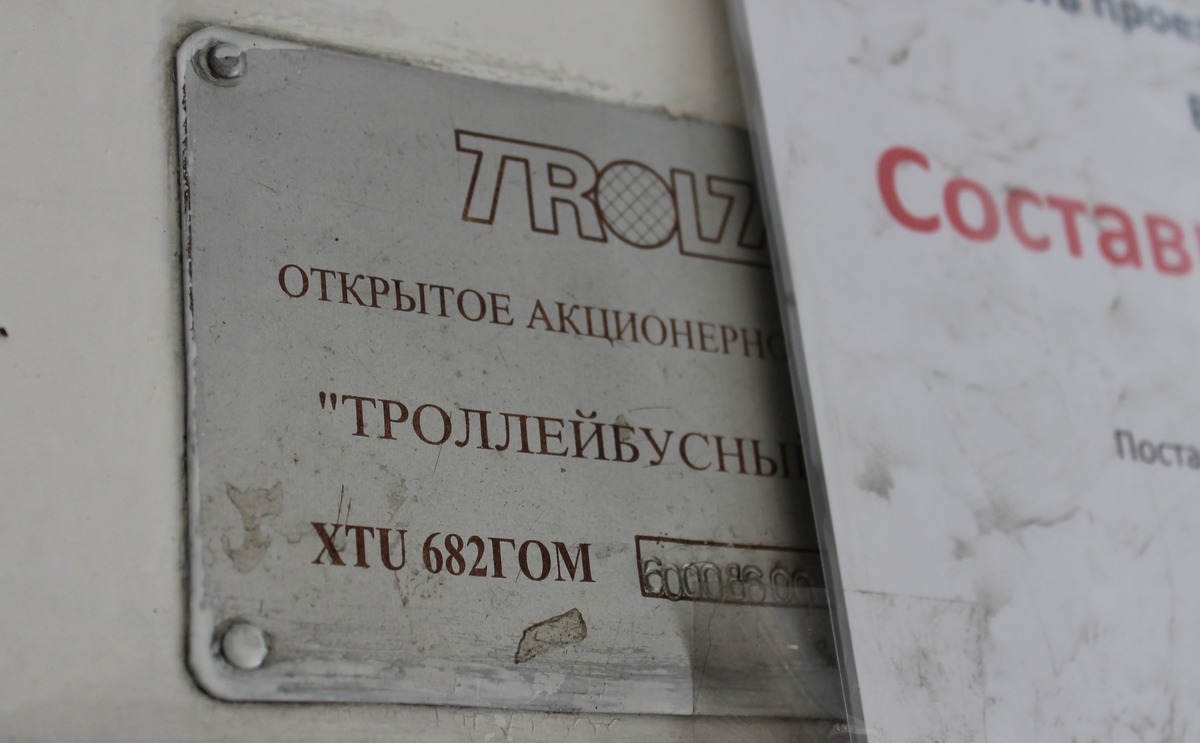 TROLZ
ОТКРЫТОЕ АКЦИОНЕРНО
"ТРОЛЛЕЙБУСНЫ
XTU 682ГОМ
Состав
Поста